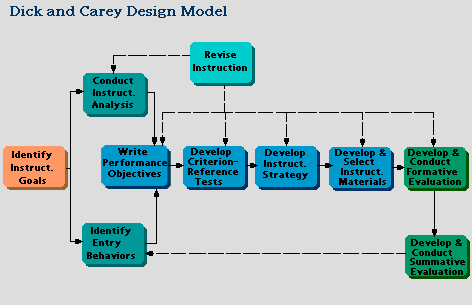 Dick and Carey Design Model
Revise
Instruction
Conduct
Instruct.
Analysis
Identify
Instruct.
Goals
Write
Performance
Objectives
Develop
Criterion-
Reference
Tests
Develop
Instruct.
Strategy
Develop &
Select
Instruct.
Materials
Develop &
Conduct
Formative
Evaluation
Identify
Entry
Behaviors
Develop &
Conduct
Summative
Evaluation